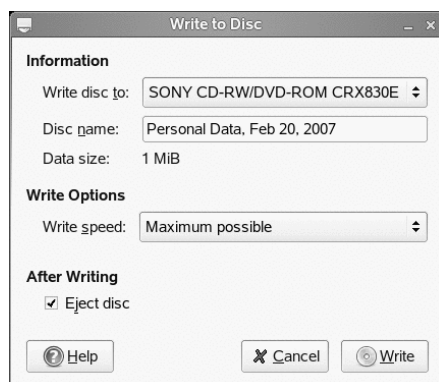 Write to Disc
Information
Write disc to: SONY CD-RW/DVD-ROM CRX830E
Disc name: Personal Data, Feb 20, 2007
Data size: 1 MiB
Write Options
Write speed: Maximum possible
After Writing
Eject disc
Help Cancel Write